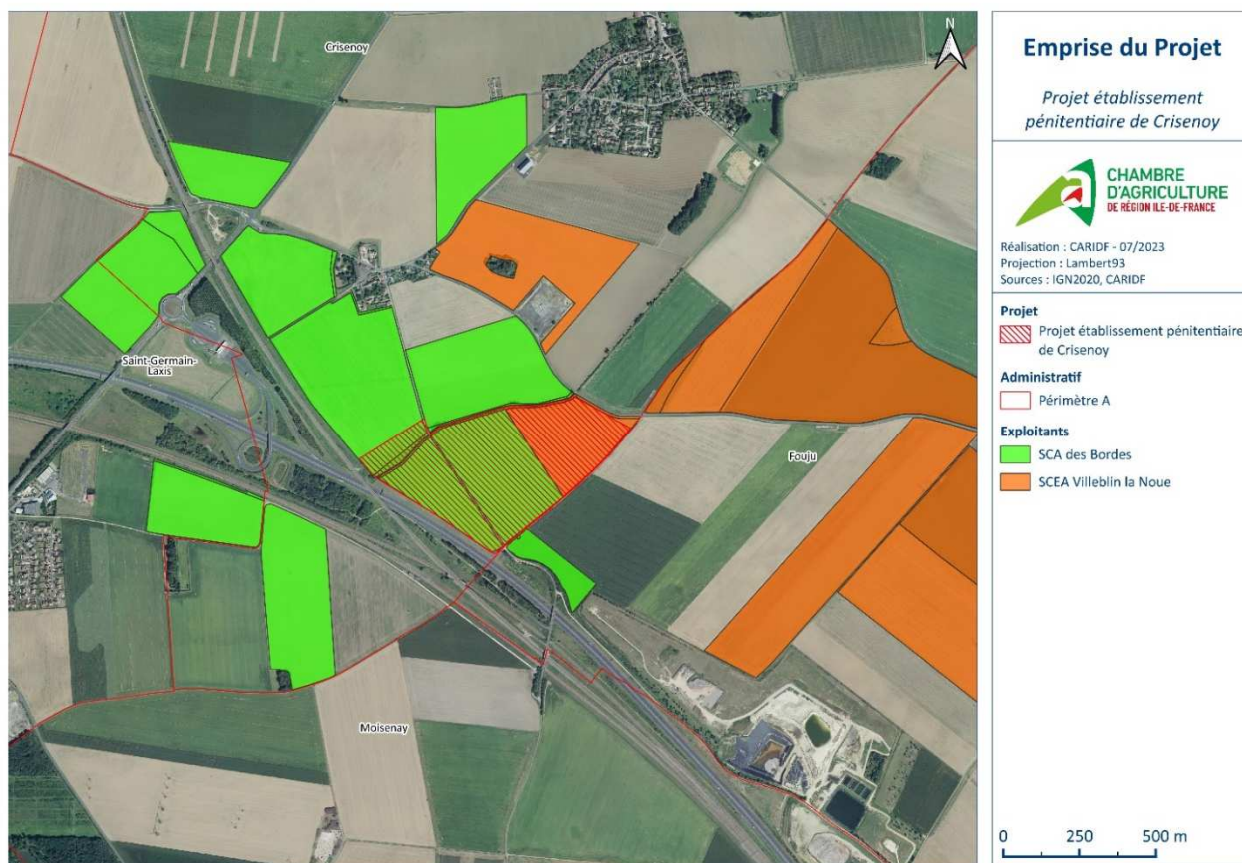 Crisenoy
N
Saint-Germain-
Laxis
Fouju
Moisenay
Emprise du Projet
Projet établissement
pénitentiaire de Crisenoy
CHAMBRE
D'AGRICULTURE
DE RÉGION ILE-DE-FRANCE
Réalisation : CARIDF - 07/2023
Projection : Lambert93
Sources : IGN2020, CARIDF
Projet
Projet établissement pénitentiaire
de Crisenoy
Administratif
Périmètre A
Exploitants
SCA des Bordes
SCEA Villeblin la Noue
0 250 500 m